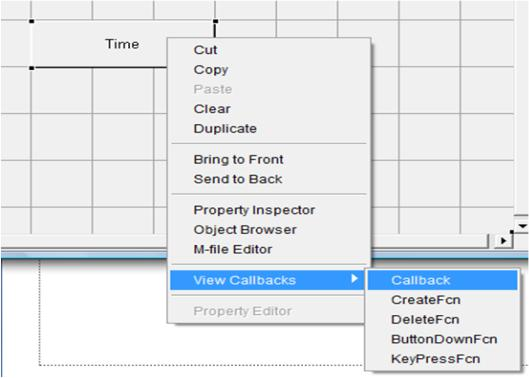 Time
Cut
Copy
Paste
Clear
Duplicate
Bring to Front
Send to Back
Property Inspector
Object Browser
M-file Editor
View Callbacks
Property Editor
Callback
CreateFcn
DeleteFcn
ButtonDownFcn
KeyPressFcn